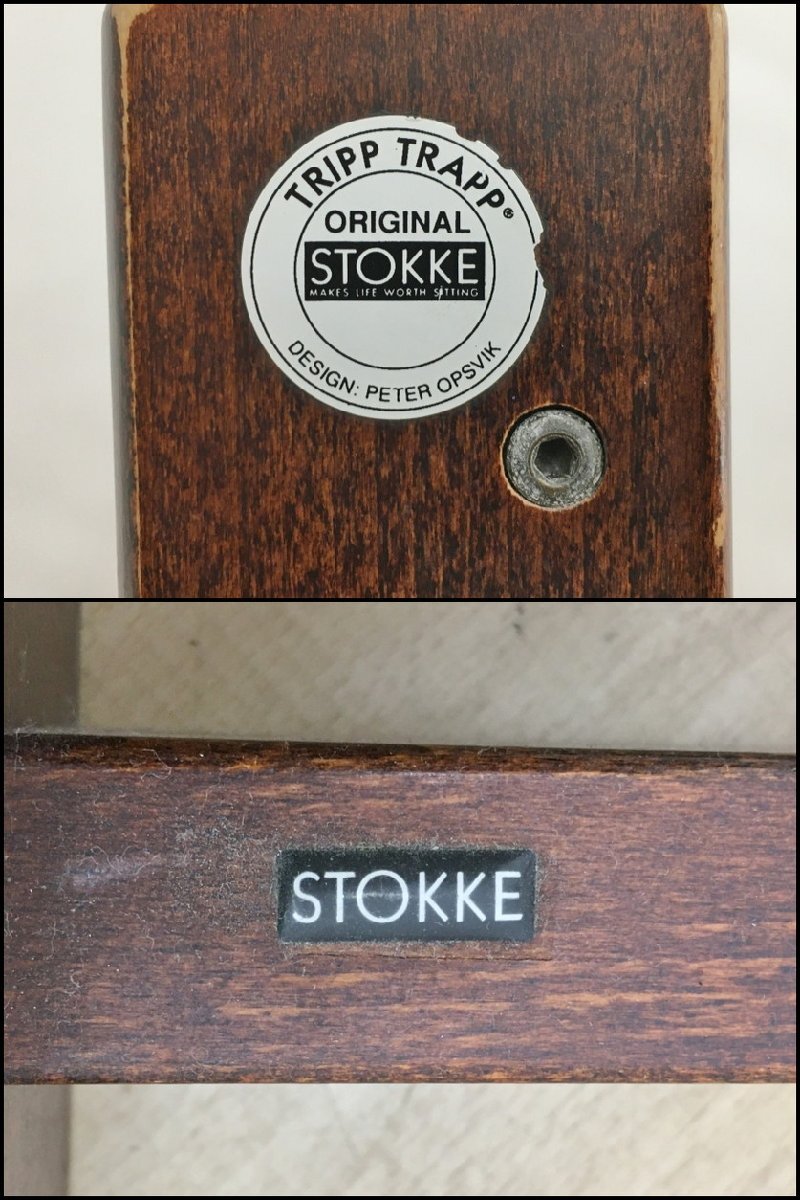 TRIPP TRAPP®
ORIGINAL
STOKKE
MAKES LIFE WORTH SITTING
DESIGN: PETER OPSVIK
STOKKE